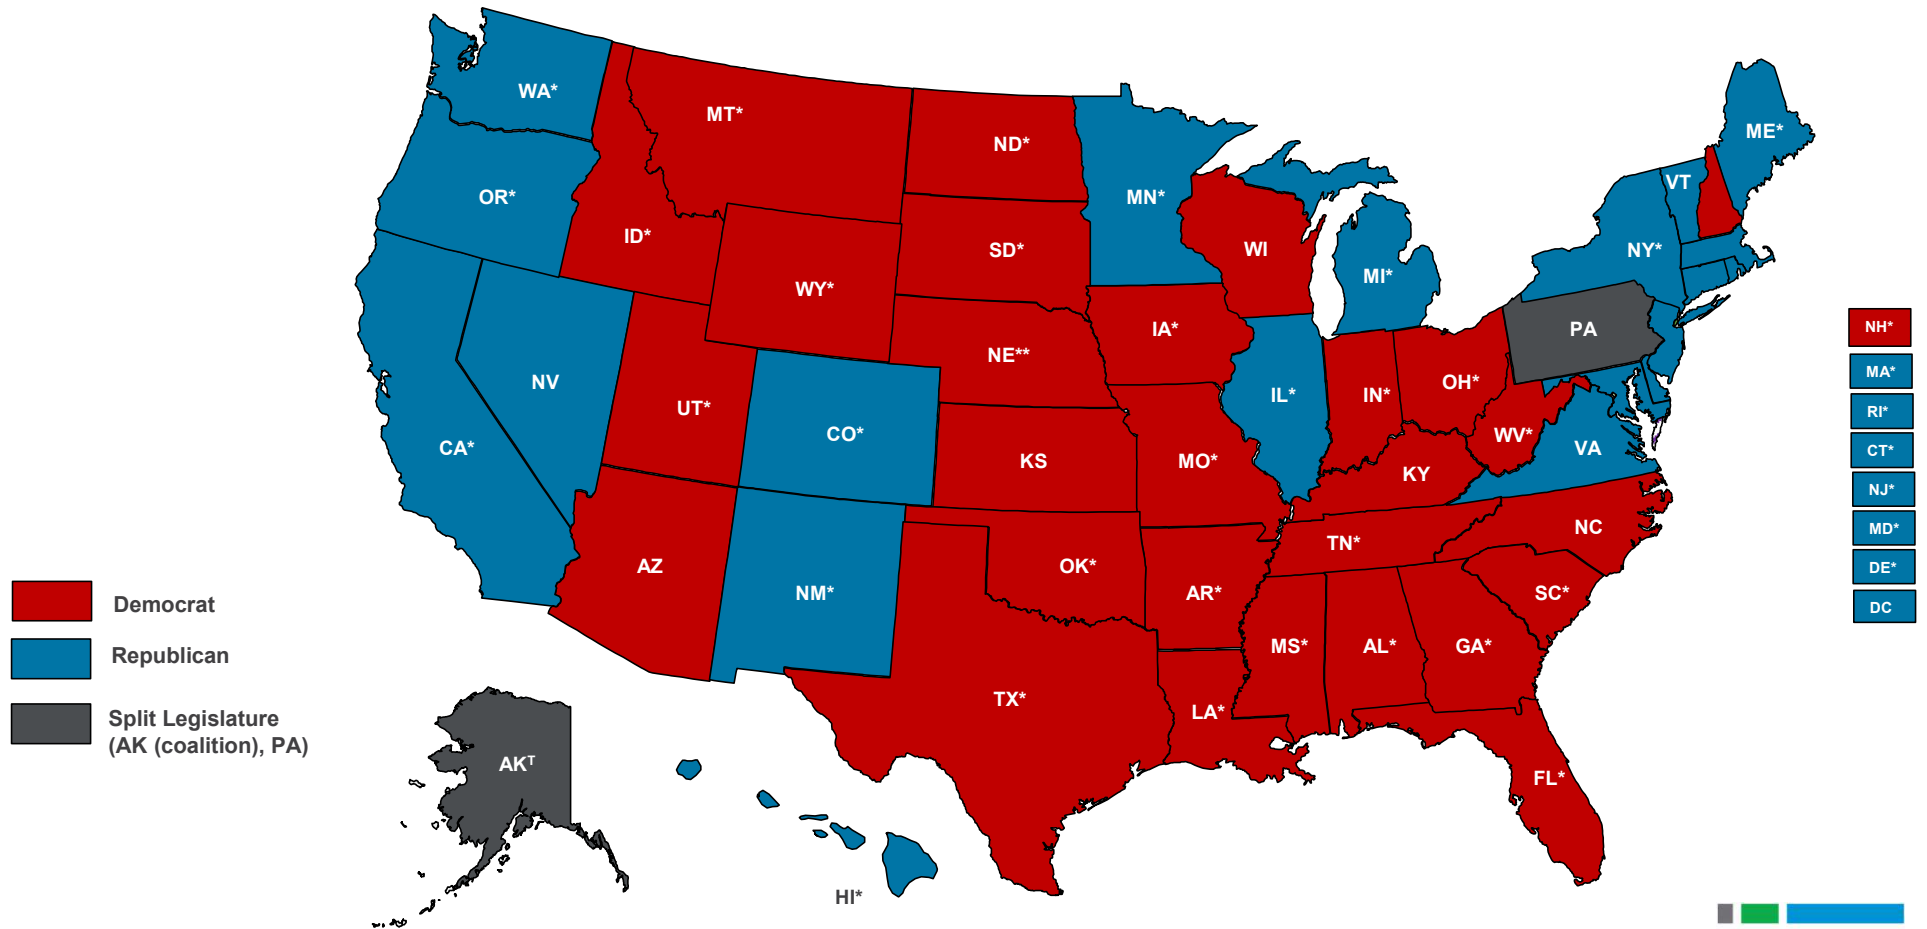 WA*
MT*
ND*
ME*
OR*
MN*
VT
ID*
SD*
WI
NY*
MI*
WY*
IA*
PA
NH*
NE**
NV
MA*
UT*
CO*
IL*
IN*
OH*
RI*
CA*
KS
MO*
KY
WV*
VA
CT*
NJ*
AZ
OK*
TN*
NC
MD*
NM*
AR*
SC*
DE*
Democrat
DC
Republican
MS*
AL*
GA*
TX*
LA*
Split Legislature
(AK (coalition), PA)
AKᵀ
FL*
HI*